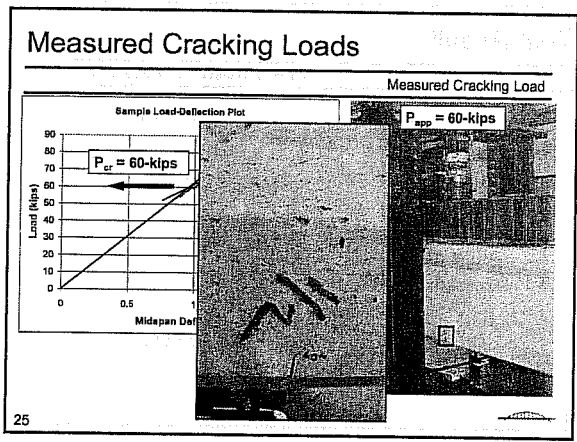 Measured Cracking Loads
Measured Cracking Load
Sample Load-Deflection Plot
P_app = 60-kips
P_cr = 60-kips
90
80
70
60
50
40
30
20
10
0
Load (kips)
0
0.5
1
Midspan Def
25